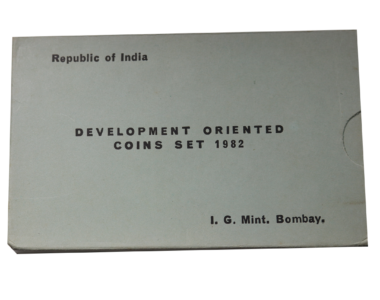 Republic of India
DEVELOPMENT ORIENTED
COINS SET 1982
I. G. Mint. Bombay.